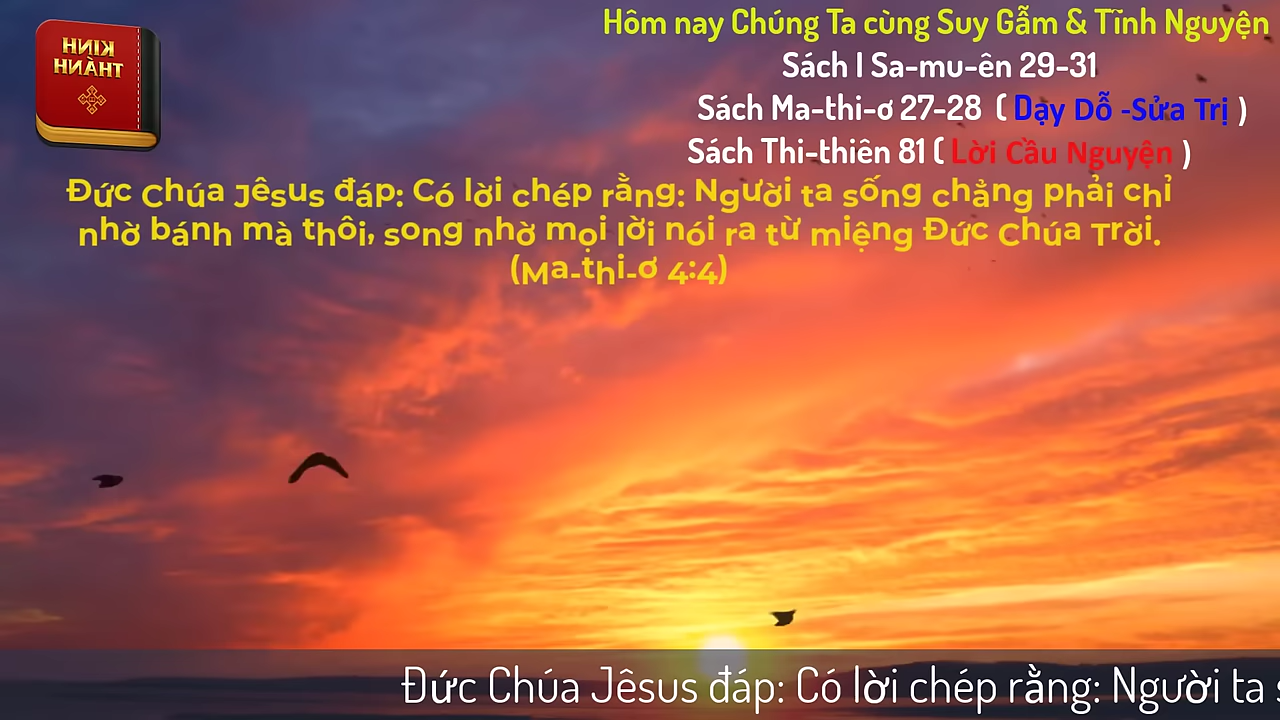 KINH
THÀNH
Hôm nay Chúng Ta cùng Suy Gẫm & Tĩnh Nguyện
Sách I Sa-mu-ên 29-31
Sách Ma-thi-ơ 27-28 ( Dạy Dỗ -Sửa Trị )
Sách Thi-thiên 81 ( Lời Cầu Nguyện )
Đức Chúa Jêsus đáp: Có lời chép rằng: Người ta sống chẳng phải chỉ
nhờ bánh mà thôi, song nhờ mọi lời nói ra từ miệng Đức Chúa Trời.
(Ma-thi-ơ 4:4)
Đức Chúa Jêsus đáp: Có lời chép rằng: Người ta